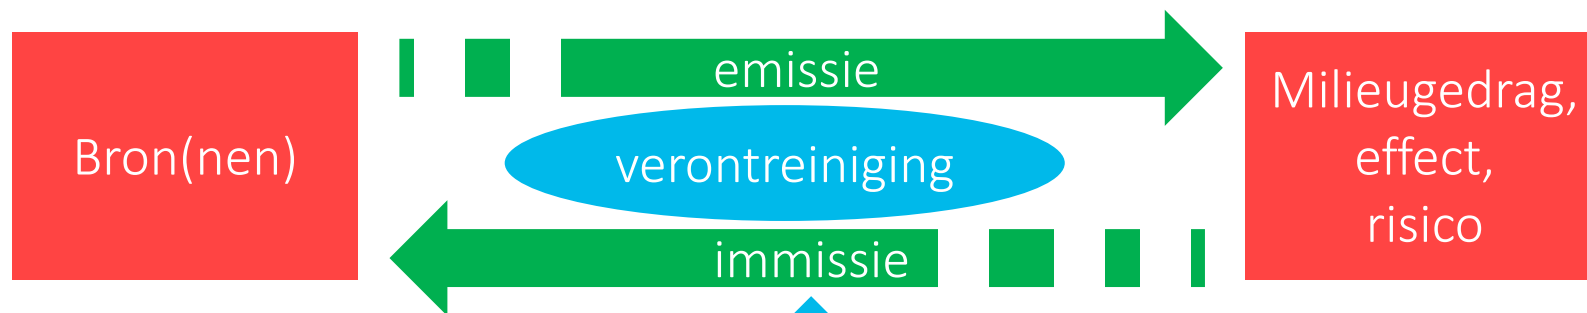 Bron(nen)
emissie
verontreiniging
immissie
Milieugedrag,
effect,
risico